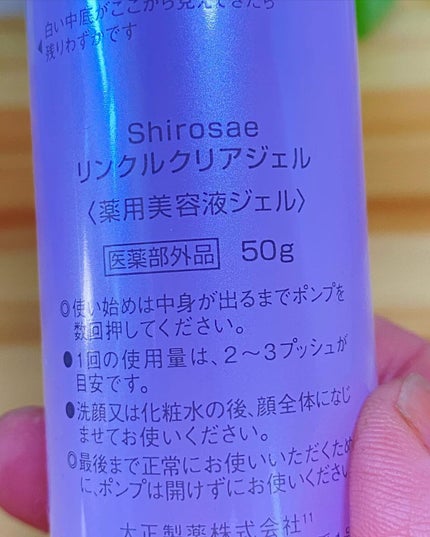 白い中底がここから見えてきたら
◀残りわずかです
Shirosae
リンクルクリアジェル
〈薬用美容液ジェル〉
医薬部外品 50g
◎使い始めは中身が出るまでポンプを
数回押してください。
●1回の使用量は、2～3プッシュが
目安です。
●洗顔又は化粧水の後、顔全体になじ
ませてお使いください。
◎最後まで正常にお使いいただくため
に、ポンプは開けずにお使いください
大正製薬株式会社11